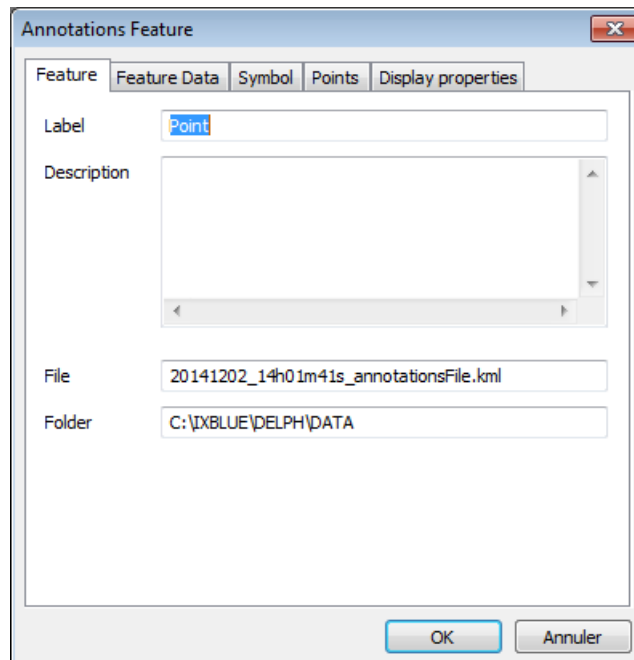 Annotations Feature
Feature Feature Data Symbol Points Display properties
Label Point
Description
File 20141202_14h01m41s_annotationsFile.kml
Folder C:\IXBLUE\DELPH\DATA
OK Annuler